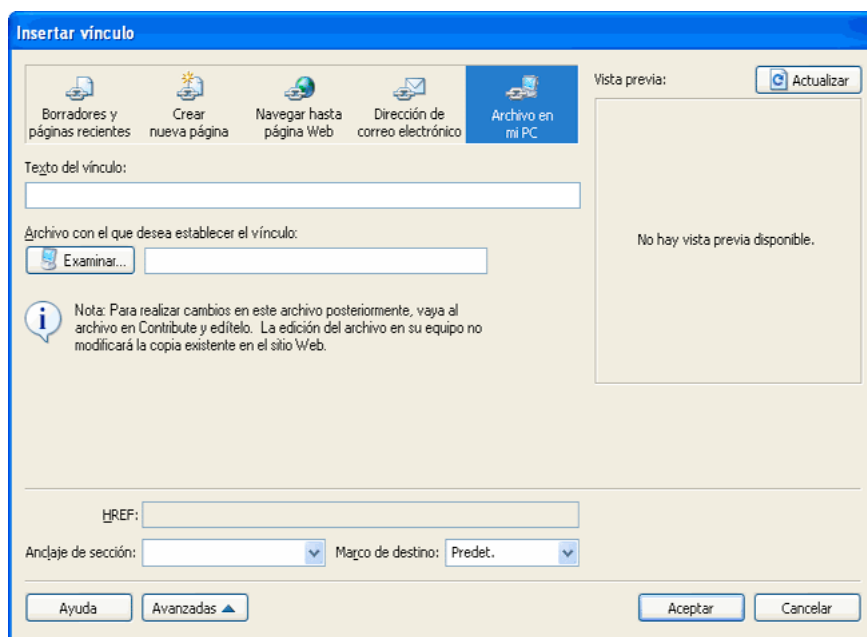 Insertar vínculo
Borradores y
páginas recientes
Crear
nueva página
Navegar hasta
página Web
Dirección de
correo electrónico
Archivo en
mi PC
Vista previa:
Actualizar
Texto del vínculo:
No hay vista previa disponible.
Archivo con el que desea establecer el vínculo:
Examinar...
Nota: Para realizar cambios en este archivo posteriormente, vaya al
archivo en Contribute y edítelo. La edición del archivo en su equipo no
modificará la copia existente en el sitio Web.
HREF:
Anclaje de sección:
Marco de destino:
Predet.
Ayuda
Avanzadas
Aceptar
Cancelar